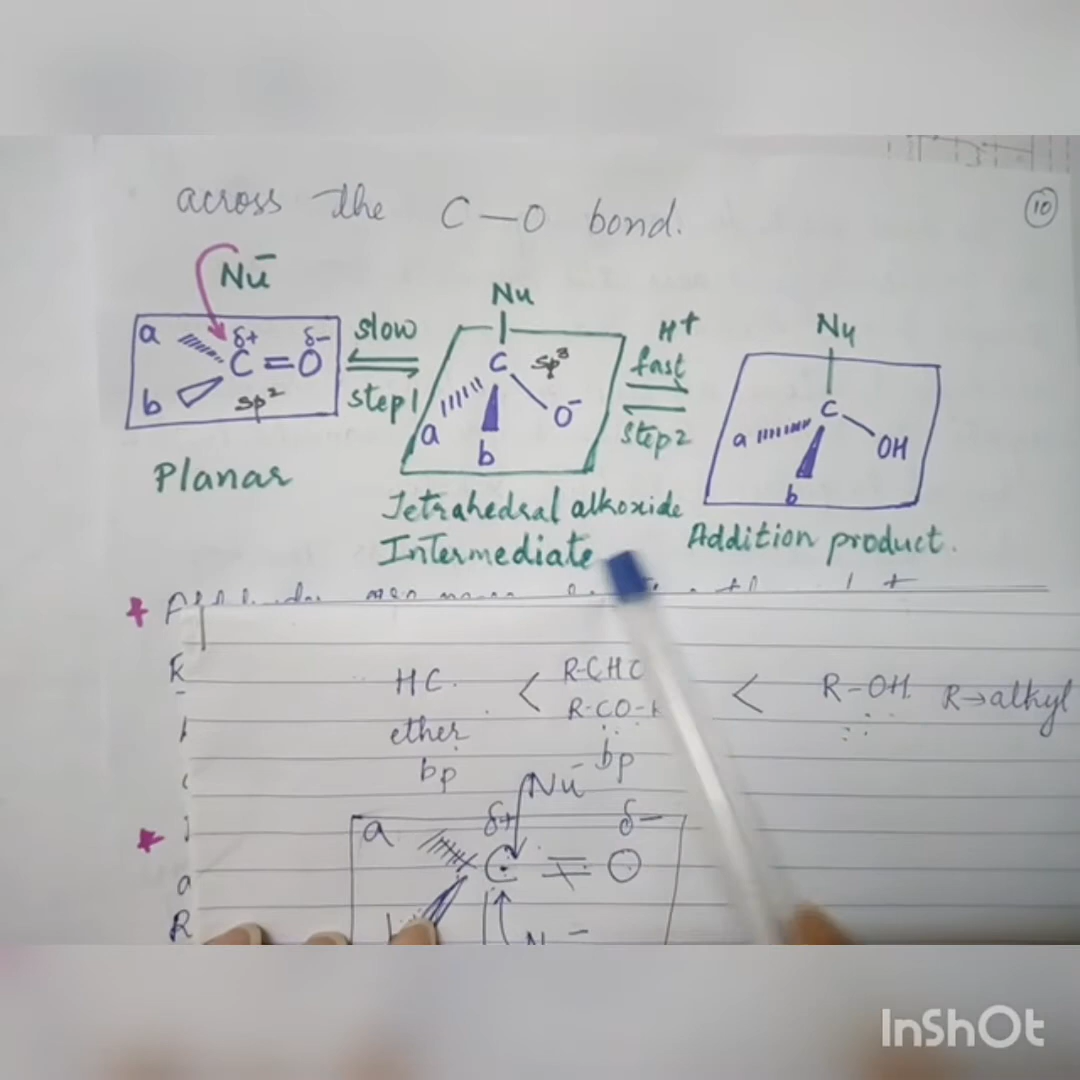 across the C—O bond.
10
Nu⁻
a δ+ δ-
C=O
b sp²
Planar
slow
step1
Nu
C sp³
a b O⁻
Tetrahedral alkoxide
Intermediate
H+
fast
step2
Nu
C
a b OH
Addition product.
HC. < R-CHO < R-OH R→alkyl
ether R-CO-
bp bp
Nu⁻
a δ+ δ-
C = O
InShOt